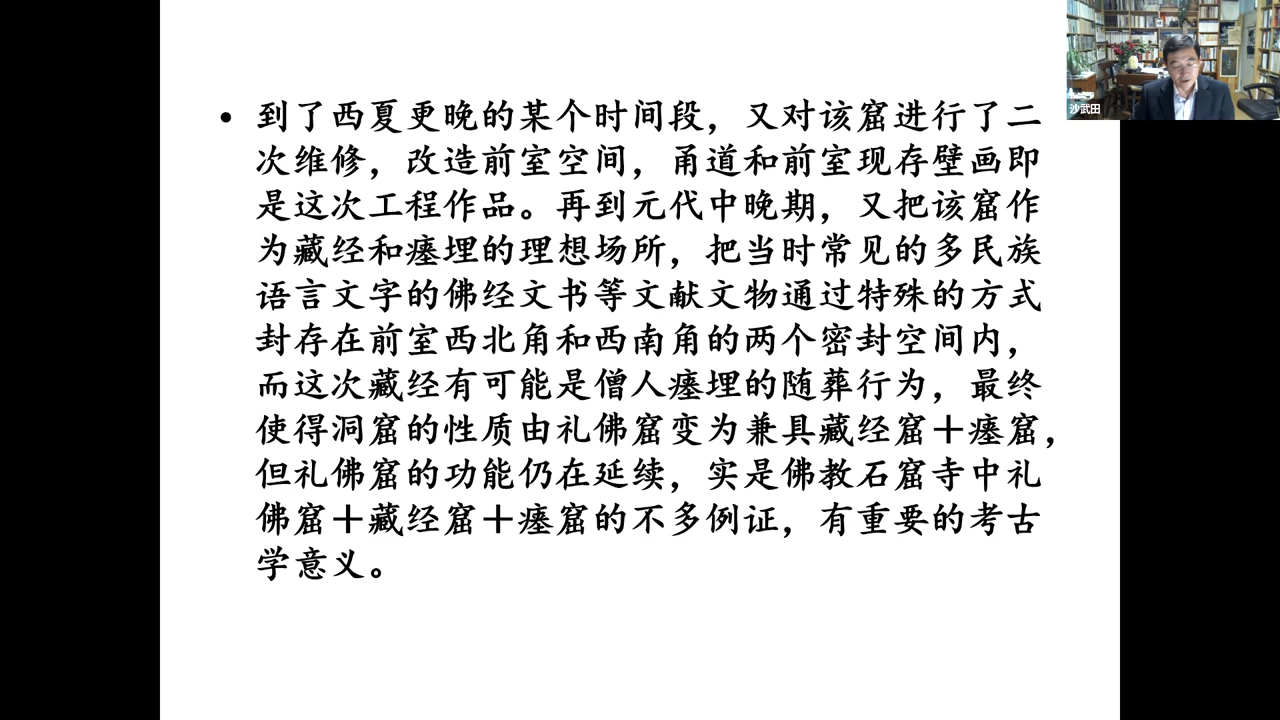 沙武田
• 到了西夏更晚的某个时间段，又对该窟进行了二
次维修，改造前室空间，甬道和前室现存壁画即
是这次工程作品。再到元代中晚期，又把该窟作
为藏经和瘗埋的理想场所，把当时常见的多民族
语言文字的佛经文书等文献文物通过特殊的方式
封存在前室西北角和西南角的两个密封空间内，
而这次藏经有可能是僧人瘗埋的随葬行为，最终
使得洞窟的性质由礼佛窟变为兼具藏经窟＋瘗窟，
但礼佛窟的功能仍在延续，实是佛教石窟寺中礼
佛窟＋藏经窟＋瘗窟的不多例证，有重要的考古
学意义。